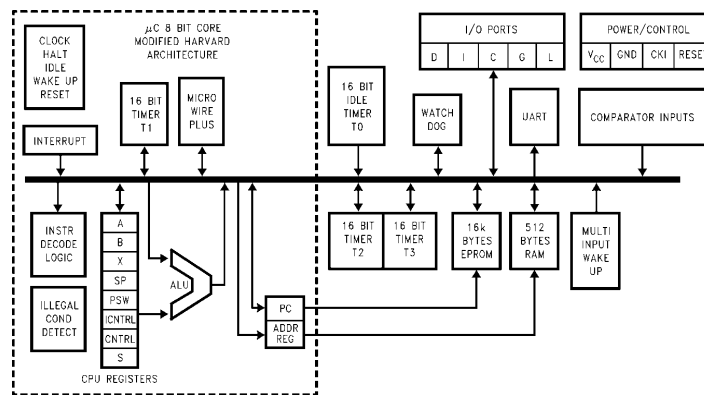 CLOCK
HALT
IDLE
WAKE UP
RESET
μC 8 BIT CORE
MODIFIED HARVARD
ARCHITECTURE
I/O PORTS
D I C G L
POWER/CONTROL
VCC GND CKI RESET
INTERRUPT
16 BIT
TIMER
T1
MICRO
WIRE
PLUS
16 BIT
IDLE
TIMER
T0
WATCH
DOG
UART
COMPARATOR INPUTS
INSTR
DECODE
LOGIC
ILLEGAL
COND
DETECT
A
B
X
SP
PSW
ICNTRL
CNTRL
S
CPU REGISTERS
ALU
PC
ADDR
REG
16 BIT
TIMER
T2
16 BIT
TIMER
T3
16k
BYTES
EPROM
512
BYTES
RAM
MULTI
INPUT
WAKE
UP